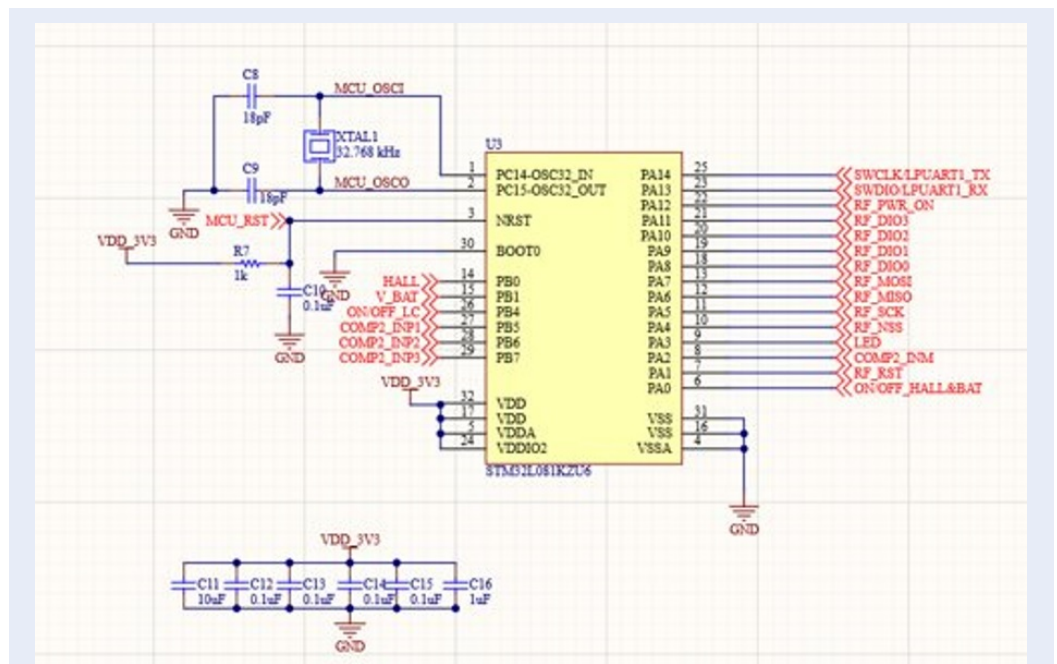 C8
18pF
MCU_OSCI
XTAL1
32.768 kHz
C9
18pF
MCU_OSCO
GND
MCU_RST
VDD_3V3
R7
1k
C10
0.1uF
GND
GND
U3
1 PC14-OSC32_IN
2 PC15-OSC32_OUT
3 NRST
30 BOOT0
HALL 14 PB0
V_BAT 15 PB1
ON/OFF_LC 26 PB4
COMP2_INP1 27 PB5
COMP2_INP2 28 PB6
COMP2_INP3 29 PB7
VDD_3V3
32 VDD
17 VDD
5 VDDA
24 VDDIO2
PA14 25 SWCLK/LPUART1_TX
PA13 23 SWDIO/LPUART1_RX
PA12 22 RF_PWR_ON
PA11 21 RF_DIO3
PA10 20 RF_DIO2
PA9 19 RF_DIO1
PA8 18 RF_DIO0
PA7 13 RF_MOSI
PA6 12 RF_MISO
PA5 11 RF_SCK
PA4 10 RF_NSS
PA3 9 LED
PA2 8 COMP2_INM
PA1 7 RF_RST
PA0 6 ON/OFF_HALL&BAT
VSS 31
VSS 16
VSSA 4
STM32L081KZU6
GND
VDD_3V3
C11 C12 C13 C14 C15 C16
10uF 0.1uF 0.1uF 0.1uF 0.1uF 1uF
GND